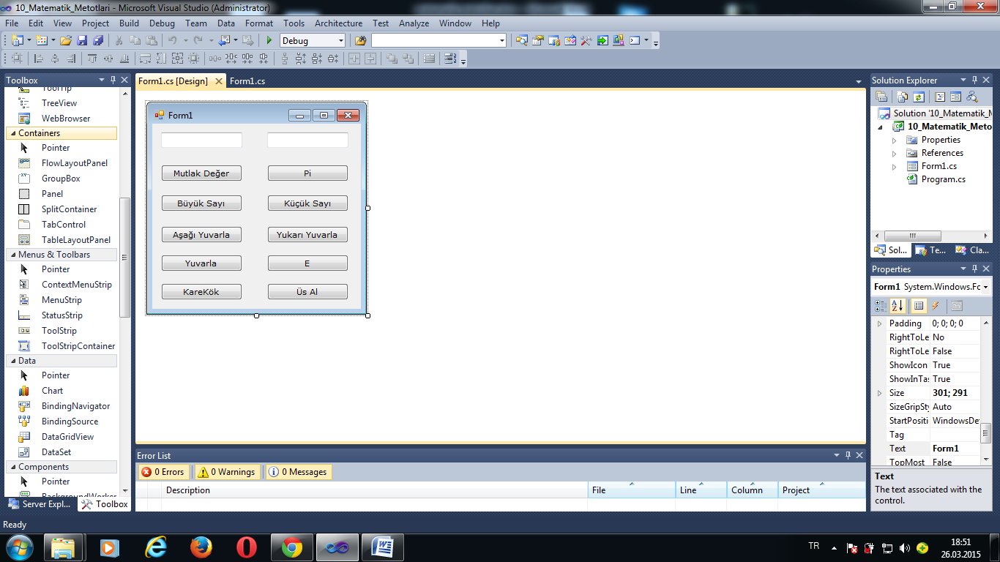 10_Matematik_Metotlari - Microsoft Visual Studio (Administrator)
File Edit View Project Build Debug Team Data Format Tools Architecture Test Analyze Window Help
Debug
Toolbox
ToolTip
TreeView
WebBrowser
Containers
Pointer
FlowLayoutPanel
GroupBox
Panel
SplitContainer
TabControl
TableLayoutPanel
Menus & Toolbars
Pointer
ContextMenuStrip
MenuStrip
StatusStrip
ToolStrip
ToolStripContainer
Data
Pointer
Chart
BindingNavigator
BindingSource
DataGridView
DataSet
Components
Pointer
BackgroundWorker
Server Expl... Toolbox
Form1.cs [Design] Form1.cs
Form1
Mutlak Değer Pi
Büyük Sayı Küçük Sayı
Aşağı Yuvarla Yukarı Yuvarla
Yuvarla E
KareKök Üs Al
Error List
0 Errors 0 Warnings 0 Messages
Description File Line Column Project
Solution Explorer
Solution '10_Matematik_M
10_Matematik_Meto
Properties
References
Form1.cs
Program.cs
Sol... Te... Cla...
Properties
Form1 System.Windows.Fc
Padding 0; 0; 0; 0
RightToLe No
RightToLe False
ShowIcon True
ShowInTas True
Size 301; 291
SizeGripSty Auto
StartPositi WindowsDe
Tag
Text Form1
TopMost False
Text
The text associated with the
control.
Ready
TR 18:51
26.03.2015